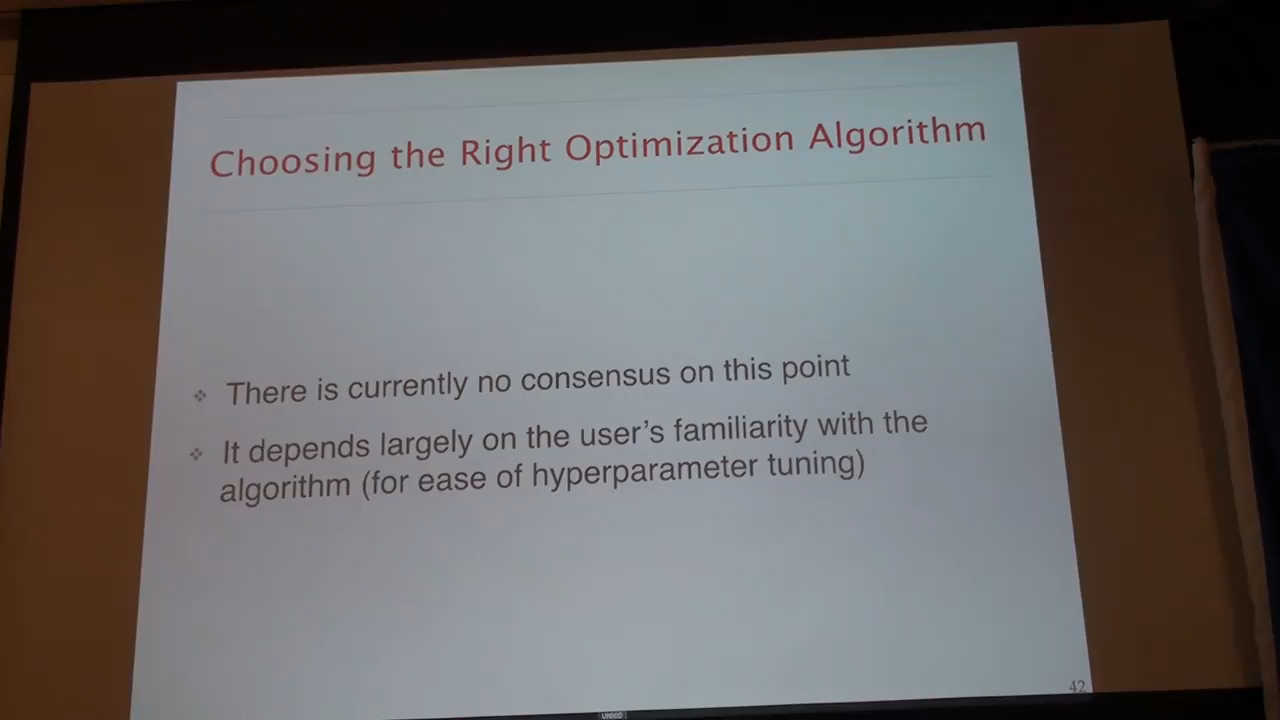 Choosing the Right Optimization Algorithm
There is currently no consensus on this point
It depends largely on the user's familiarity with the
algorithm (for ease of hyperparameter tuning)
42